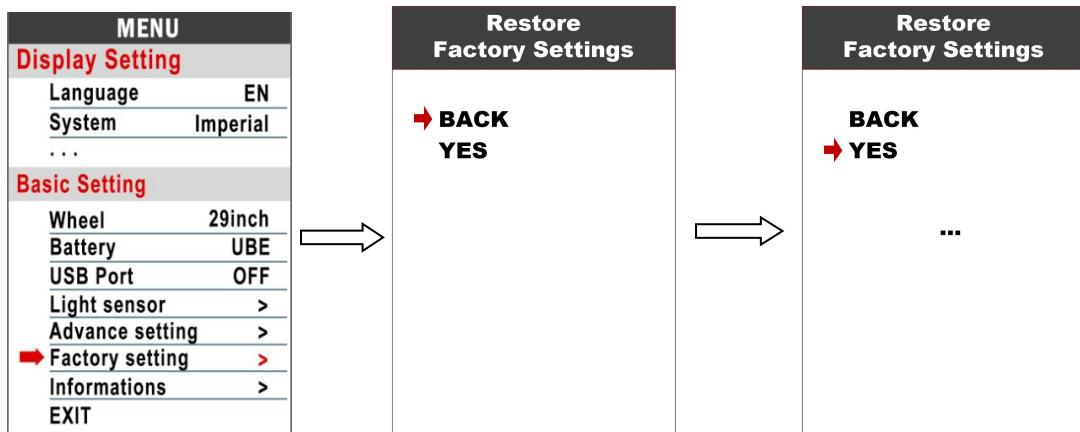 MENU
Display Setting
Language EN
System Imperial
...
Basic Setting
Wheel 29inch
Battery UBE
USB Port OFF
Light sensor >
Advance setting >
Factory setting >
Informations >
EXIT
Restore
Factory Settings
BACK
YES
Restore
Factory Settings
BACK
YES
...